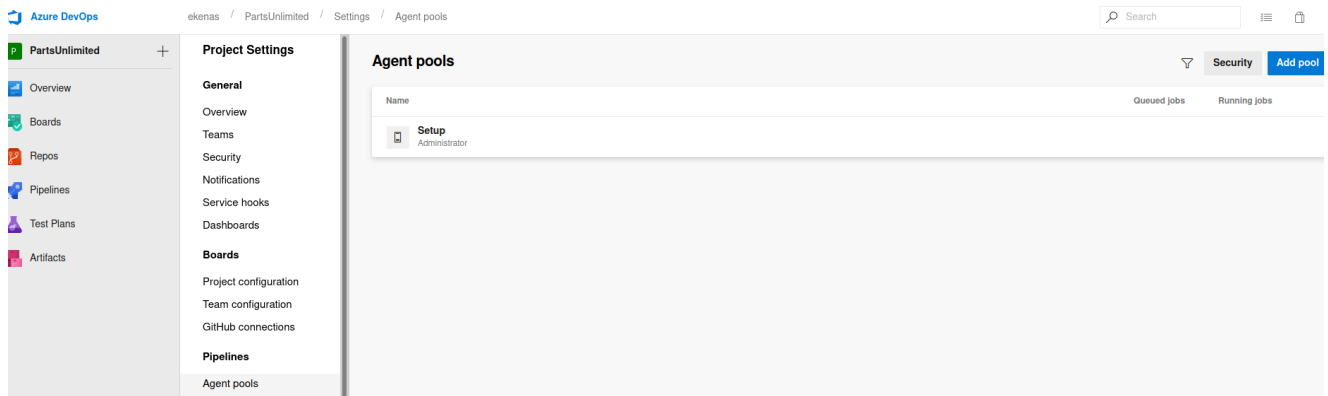 Azure DevOps
ekenas / PartsUnlimited / Settings / Agent pools
Search
P PartsUnlimited +
Overview
Boards
Repos
Pipelines
Test Plans
Artifacts
Project Settings
General
Overview
Teams
Security
Notifications
Service hooks
Dashboards
Boards
Project configuration
Team configuration
GitHub connections
Pipelines
Agent pools
Agent pools
Security Add pool
Name Queued jobs Running jobs
Setup
Administrator